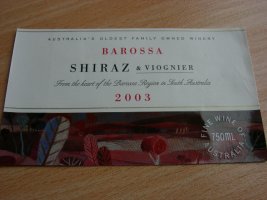 AUSTRALIA'S OLDEST FAMILY OWNED WINERY
BAROSSA
SHIRAZ & VIOGNIER
From the heart of the Barossa Region in South Australia
2003
FINE WINE OF AUSTRALIA
750ML